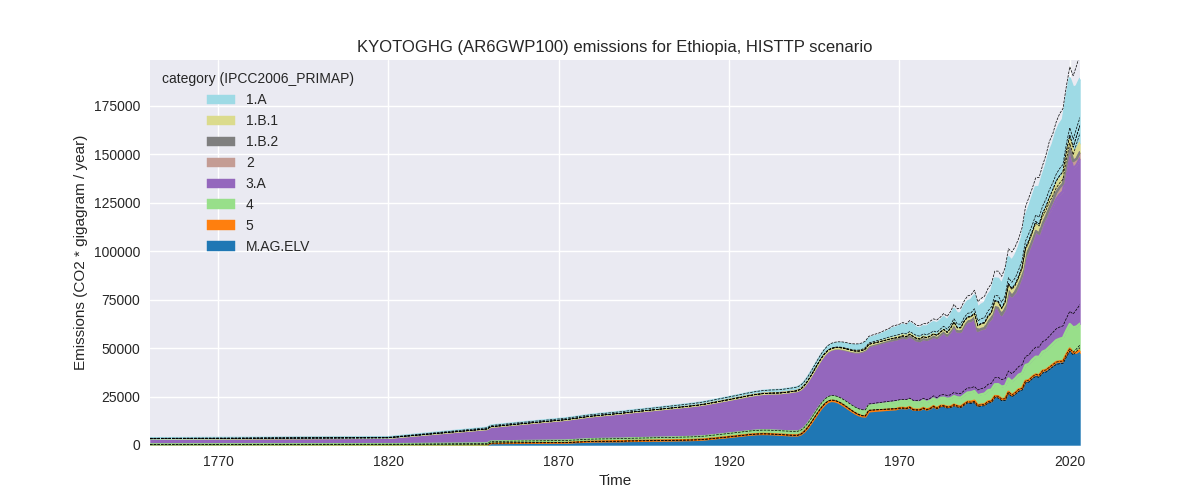 KYOTOGHG (AR6GWP100) emissions for Ethiopia, HISTTP scenario
category (IPCC2006_PRIMAP)
1.A
1.B.1
1.B.2
2
3.A
4
5
M.AG.ELV
Emissions (CO2 * gigagram / year)
175000
150000
125000
100000
75000
50000
25000
0
1770
1820
1870
1920
1970
2020
Time